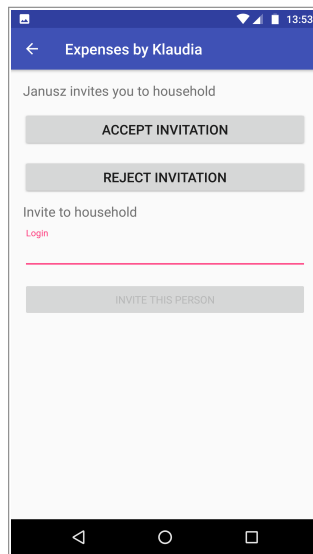 13:53
Expenses by Klaudia
Janusz invites you to household
ACCEPT INVITATION
REJECT INVITATION
Invite to household
Login
INVITE THIS PERSON